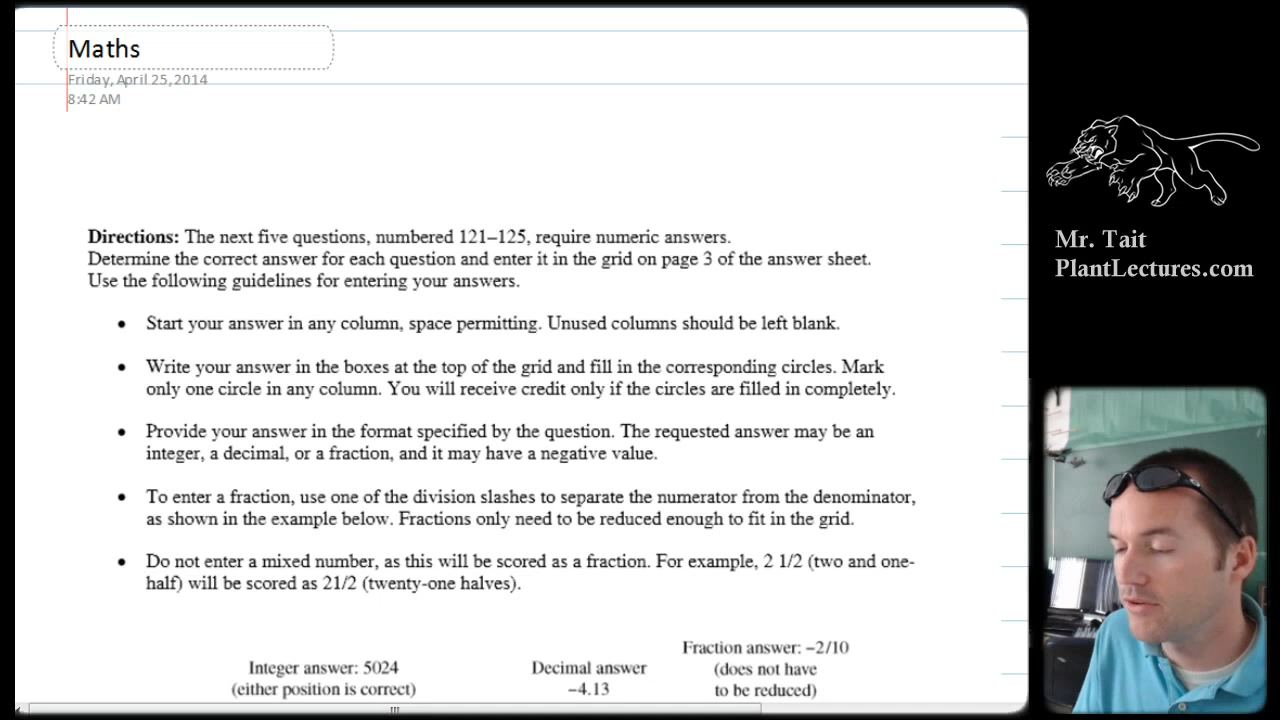 Maths
Friday, April 25, 2014
8:42 AM
Directions: The next five questions, numbered 121–125, require numeric answers.
Determine the correct answer for each question and enter it in the grid on page 3 of the answer sheet.
Use the following guidelines for entering your answers.
• Start your answer in any column, space permitting. Unused columns should be left blank.
• Write your answer in the boxes at the top of the grid and fill in the corresponding circles. Mark
only one circle in any column. You will receive credit only if the circles are filled in completely.
• Provide your answer in the format specified by the question. The requested answer may be an
integer, a decimal, or a fraction, and it may have a negative value.
• To enter a fraction, use one of the division slashes to separate the numerator from the denominator,
as shown in the example below. Fractions only need to be reduced enough to fit in the grid.
• Do not enter a mixed number, as this will be scored as a fraction. For example, 2 1/2 (two and one-
half) will be scored as 21/2 (twenty-one halves).
Integer answer: 5024
(either position is correct)
Decimal answer
–4.13
Fraction answer: –2/10
(does not have
to be reduced)
Mr. Tait
PlantLectures.com